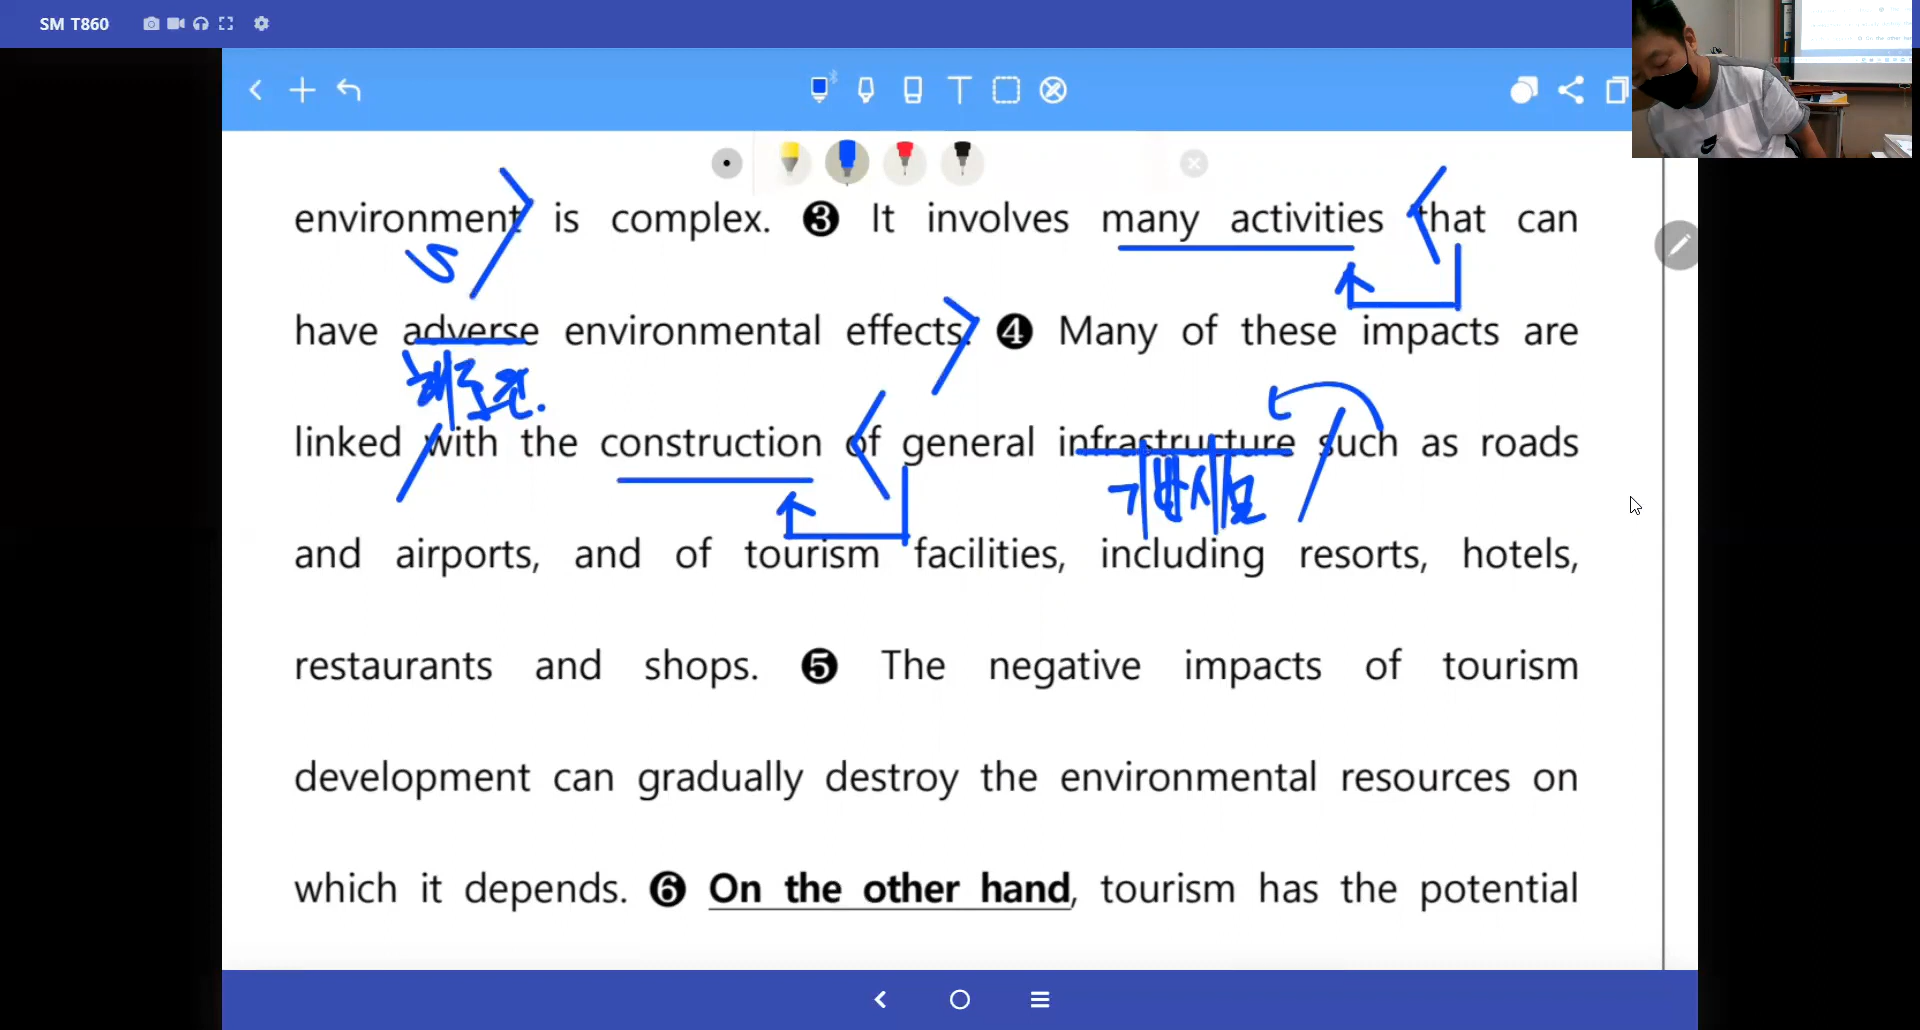 SM T860
environment is complex. ❸ It involves many activities that can
S
have adverse environmental effects. ❹ Many of these impacts are
linked with the construction of general infrastructure such as roads
기반시설
and airports, and of tourism facilities, including resorts, hotels,
restaurants and shops. ❺ The negative impacts of tourism
development can gradually destroy the environmental resources on
which it depends. ❻ On the other hand, tourism has the potential